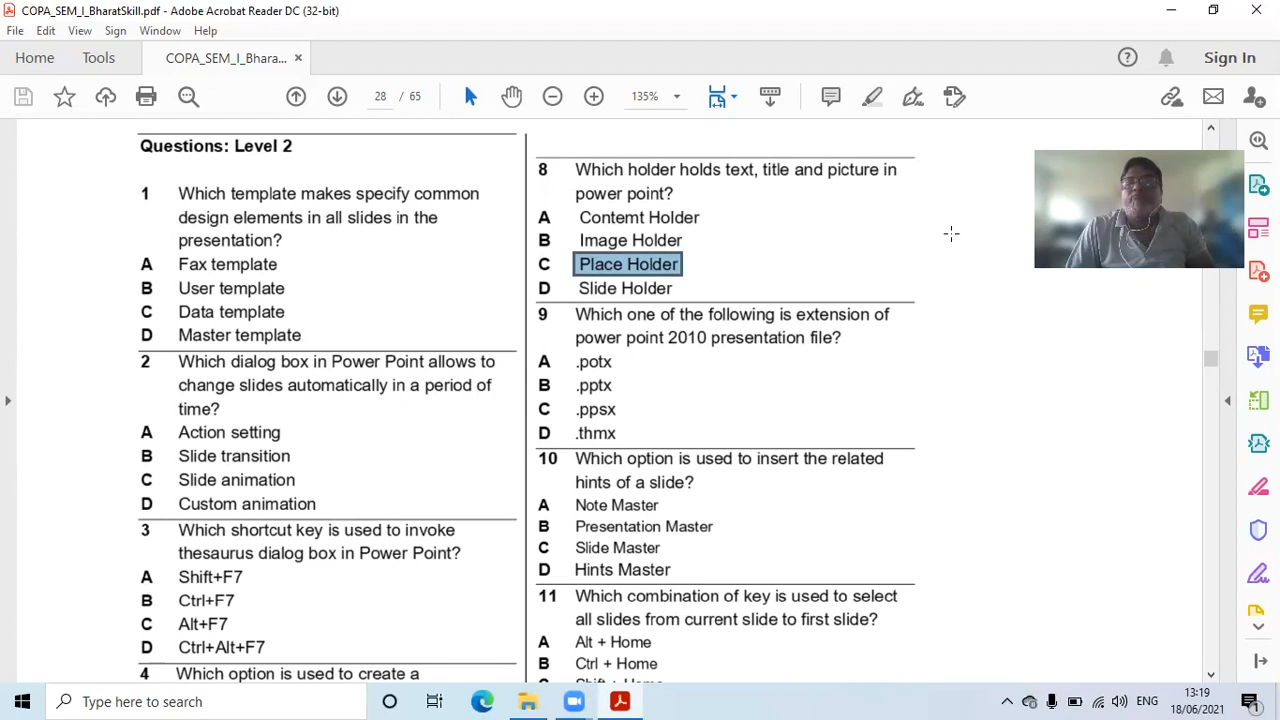 COPA_SEM_I_BharatSkill.pdf - Adobe Acrobat Reader DC (32-bit)
File Edit View Sign Window Help
Home Tools COPA_SEM_I_Bhara... Sign In
28 / 65 135%
Questions: Level 2
1 Which template makes specify common
design elements in all slides in the
presentation?
A Fax template
B User template
C Data template
D Master template
2 Which dialog box in Power Point allows to
change slides automatically in a period of
time?
A Action setting
B Slide transition
C Slide animation
D Custom animation
3 Which shortcut key is used to invoke
thesaurus dialog box in Power Point?
A Shift+F7
B Ctrl+F7
C Alt+F7
D Ctrl+Alt+F7
4 Which option is used to create a
8 Which holder holds text, title and picture in
power point?
A Contemt Holder
B Image Holder
C Place Holder
D Slide Holder
9 Which one of the following is extension of
power point 2010 presentation file?
A .potx
B .pptx
C .ppsx
D .thmx
10 Which option is used to insert the related
hints of a slide?
A Note Master
B Presentation Master
C Slide Master
D Hints Master
11 Which combination of key is used to select
all slides from current slide to first slide?
A Alt + Home
B Ctrl + Home
C Shift + Home
Type here to search
ENG
13:19
18/06/2021
1